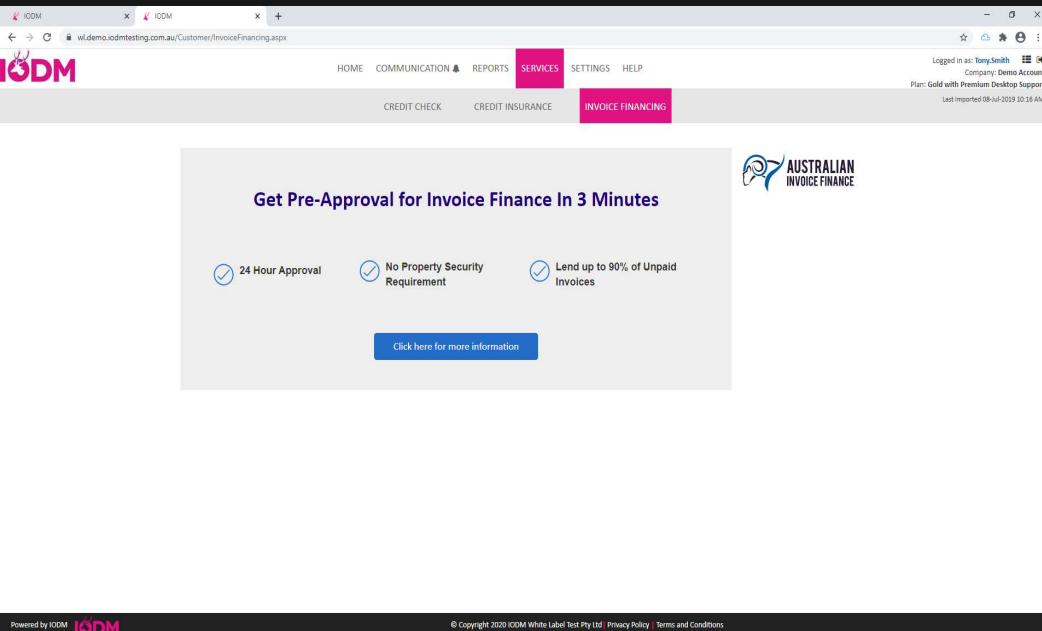 IODM
IODM
wl.demo.iodmtesting.com.au/Customer/InvoiceFinancing.aspx
IODM
HOME COMMUNICATION REPORTS SERVICES SETTINGS HELP
Logged in as: Tony.Smith
Company: Demo Accoun
Plan: Gold with Premium Desktop Suppor
Last imported 08-Jul-2019 10:16 AM
CREDIT CHECK CREDIT INSURANCE INVOICE FINANCING
AUSTRALIAN
INVOICE FINANCE
Get Pre-Approval for Invoice Finance In 3 Minutes
24 Hour Approval
No Property Security
Requirement
Lend up to 90% of Unpaid
Invoices
Click here for more information
Powered by IODM IODM
© Copyright 2020 IODM White Label Test Pty Ltd | Privacy Policy | Terms and Conditions